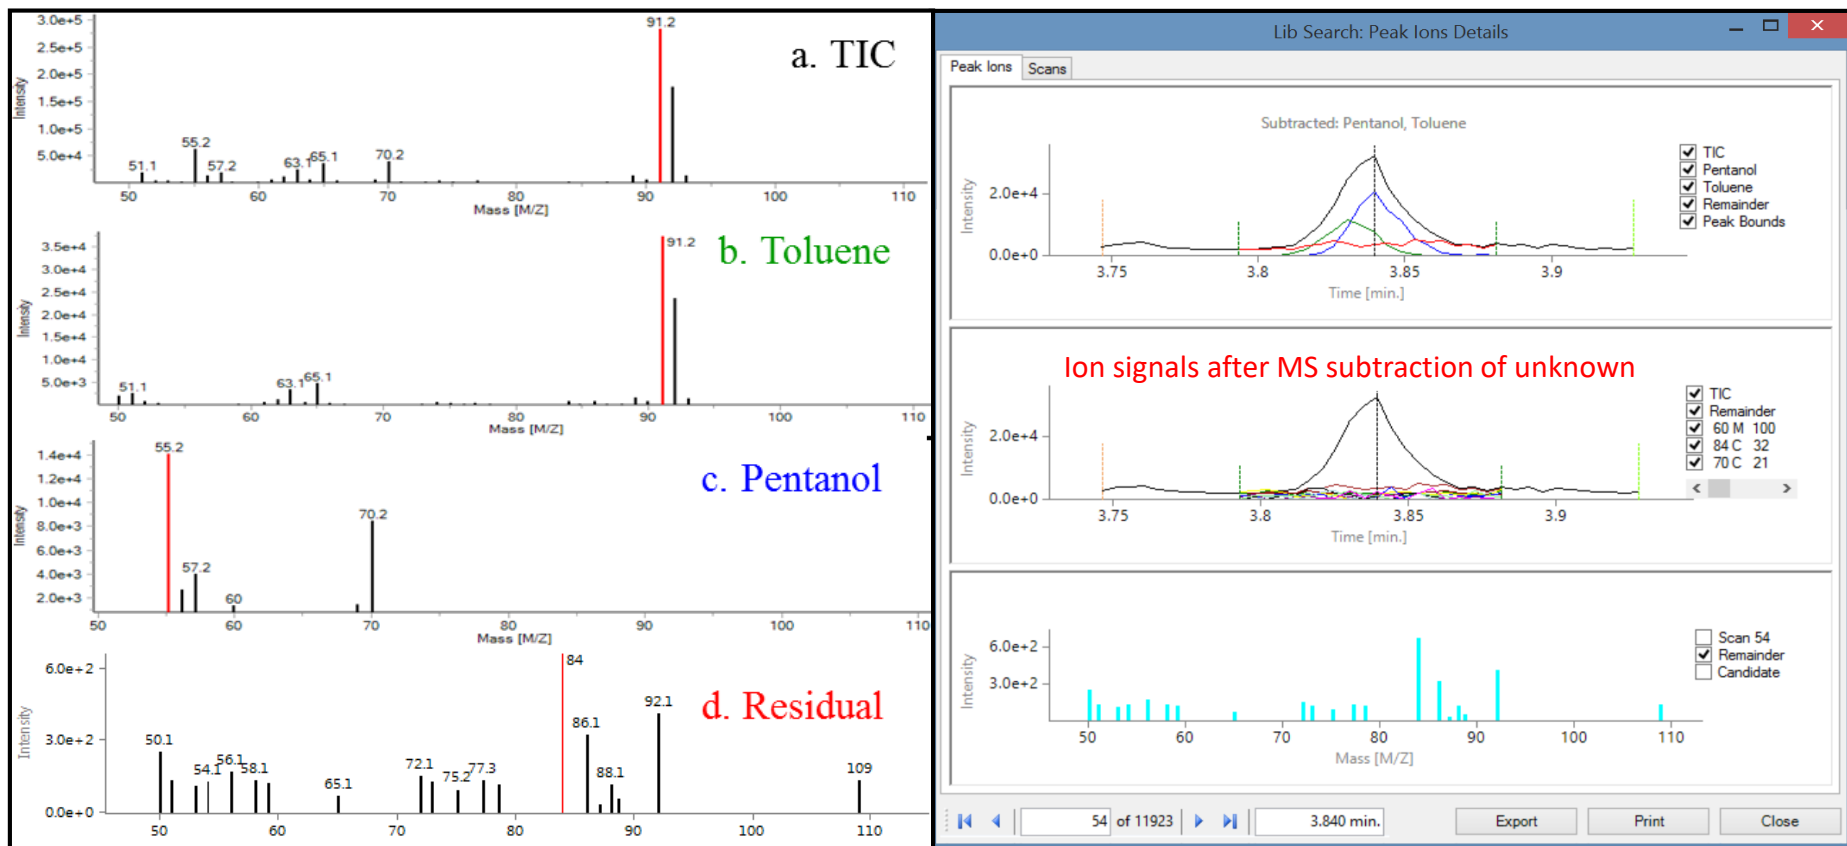 a. TIC
Intensity
3.0e+5
2.5e+5
2.0e+5
1.5e+5
1.0e+5
5.0e+4
51.1
55.2
57.2
63.1
65.1
70.2
91.2
50 60 70 80 90 100 110
Mass [M/Z]
b. Toluene
Intensity
3.5e+4
3.0e+4
2.5e+4
2.0e+4
1.5e+4
1.0e+4
5.0e+3
51.1
63.1
65.1
91.2
50 60 70 80 90 100 110
Mass [M/Z]
c. Pentanol
Intensity
1.4e+4
1.2e+4
1.0e+4
8.0e+3
6.0e+3
4.0e+3
2.0e+3
55.2
57.2
60
70.2
50 60 70 80 90 100 110
Mass [M/Z]
d. Residual
Intensity
6.0e+2
3.0e+2
0.0e+0
50.1
54.1
56.1
58.1
65.1
72.1
75.2
77.3
84
86.1
88.1
92.1
109
50 60 70 80 90 100 110
Lib Search: Peak Ions Details
Peak Ions Scans
Subtracted: Pentanol, Toluene
Intensity
2.0e+4
0.0e+0
3.75 3.8 3.85 3.9
Time [min.]
TIC
Pentanol
Toluene
Remainder
Peak Bounds
Ion signals after MS subtraction of unknown
Intensity
2.0e+4
0.0e+0
3.75 3.8 3.85 3.9
Time [min.]
TIC
Remainder
60 M 100
84 C 32
70 C 21
Intensity
6.0e+2
3.0e+2
50 60 70 80 90 100 110
Mass [M/Z]
Scan 54
Remainder
Candidate
54 of 11923 3.840 min. Export Print Close